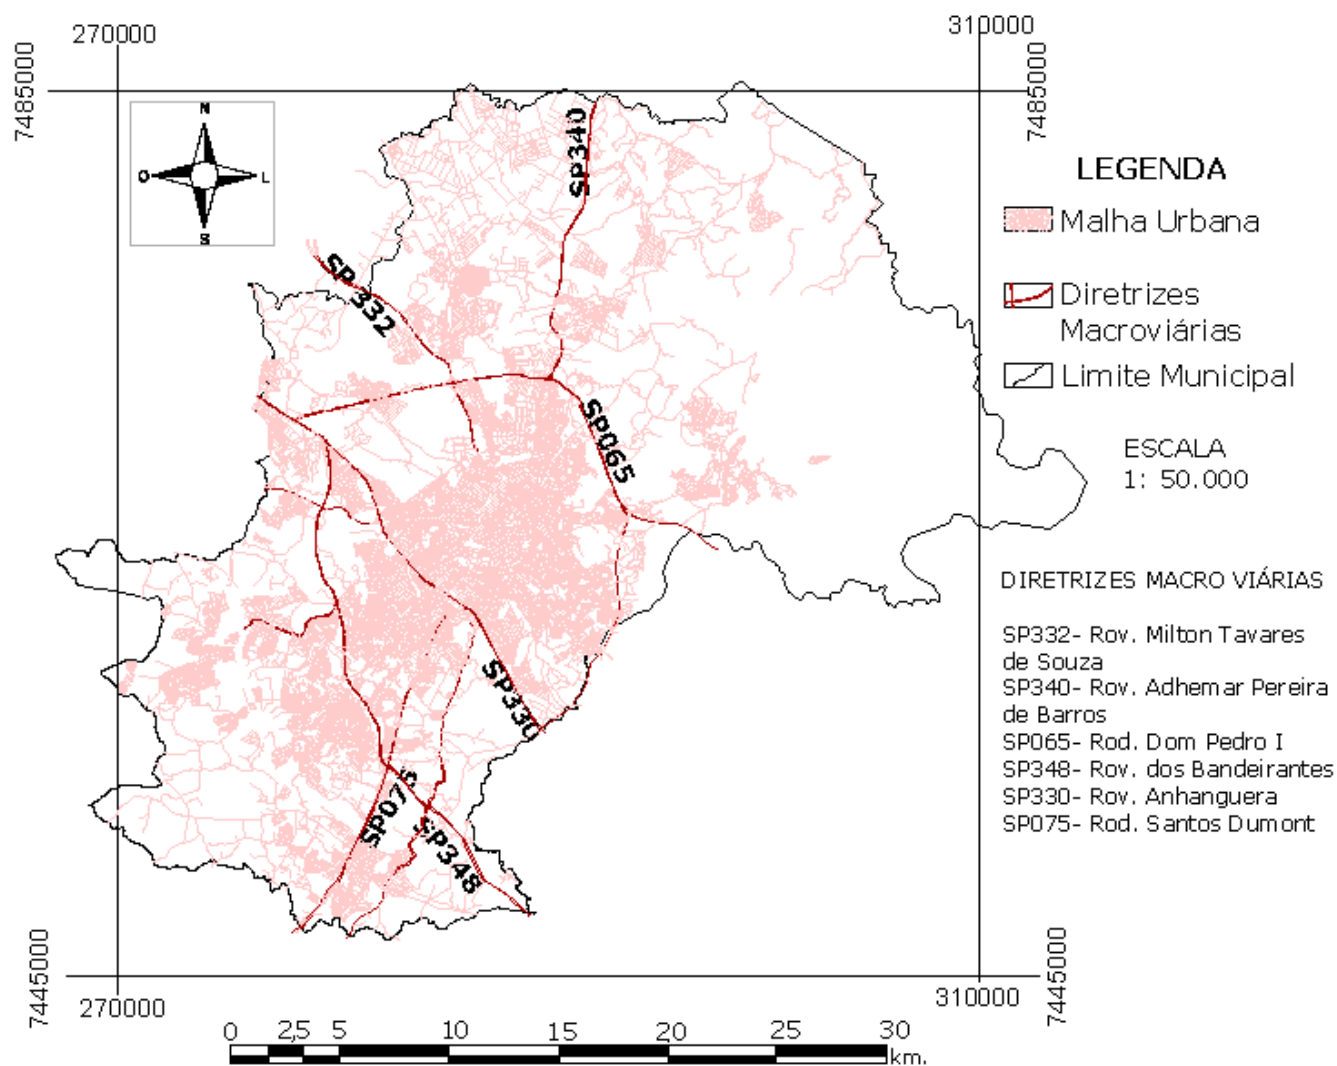 270000
310000
7485000
7485000
N
O
L
S
SP340
SP 332
SP065
SP330
SP075
SP348
LEGENDA
Malha Urbana
Diretrizes
Macroviárias
Limite Municipal
ESCALA
1: 50.000
DIRETRIZES MACRO VIÁRIAS
SP332- Rov. Milton Tavares
de Souza
SP340- Rov. Adhemar Pereira
de Barros
SP065- Rod. Dom Pedro I
SP348- Rov. dos Bandeirantes
SP330- Rov. Anhanguera
SP075- Rod. Santos Dumont
7445000
7445000
270000
310000
0 2,5 5 10 15 20 25 30
km.